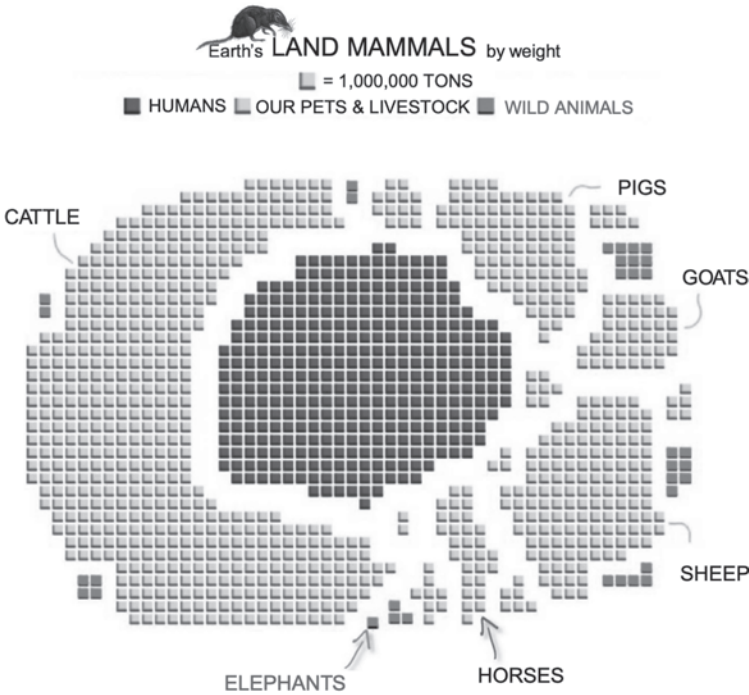 Earth's LAND MAMMALS by weight
= 1,000,000 TONS
HUMANS OUR PETS & LIVESTOCK WILD ANIMALS
PIGS
CATTLE
GOATS
SHEEP
HORSES
ELEPHANTS